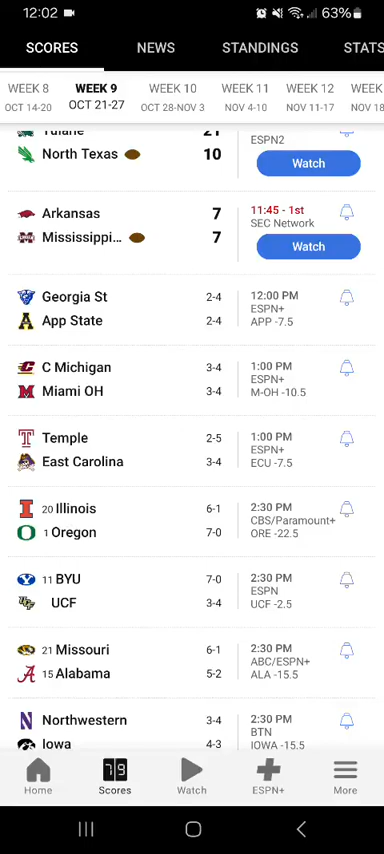 12:02
63%
SCORES NEWS STANDINGS STATS
WEEK 8 WEEK 9 WEEK 10 WEEK 11 WEEK 12 WEEK
OCT 14-20 OCT 21-27 OCT 28-NOV 3 NOV 4-10 NOV 11-17 NOV 18
Tulane 21
ESPN2
North Texas 10
Watch
Arkansas 7
11:45 - 1st
SEC Network
Mississippi... 7
Watch
Georgia St 2-4
12:00 PM
ESPN+
App State 2-4
APP -7.5
C Michigan 3-4
1:00 PM
ESPN+
Miami OH 3-4
M-OH -10.5
Temple 2-5
1:00 PM
ESPN+
East Carolina 3-4
ECU -7.5
20 Illinois 6-1
2:30 PM
CBS/Paramount+
1 Oregon 7-0
ORE -22.5
11 BYU 7-0
2:30 PM
ESPN
UCF 3-4
UCF -2.5
21 Missouri 6-1
2:30 PM
ABC/ESPN+
15 Alabama 5-2
ALA -15.5
Northwestern 3-4
2:30 PM
BTN
Iowa 4-3
IOWA -15.5
79
Home Scores Watch ESPN+ More